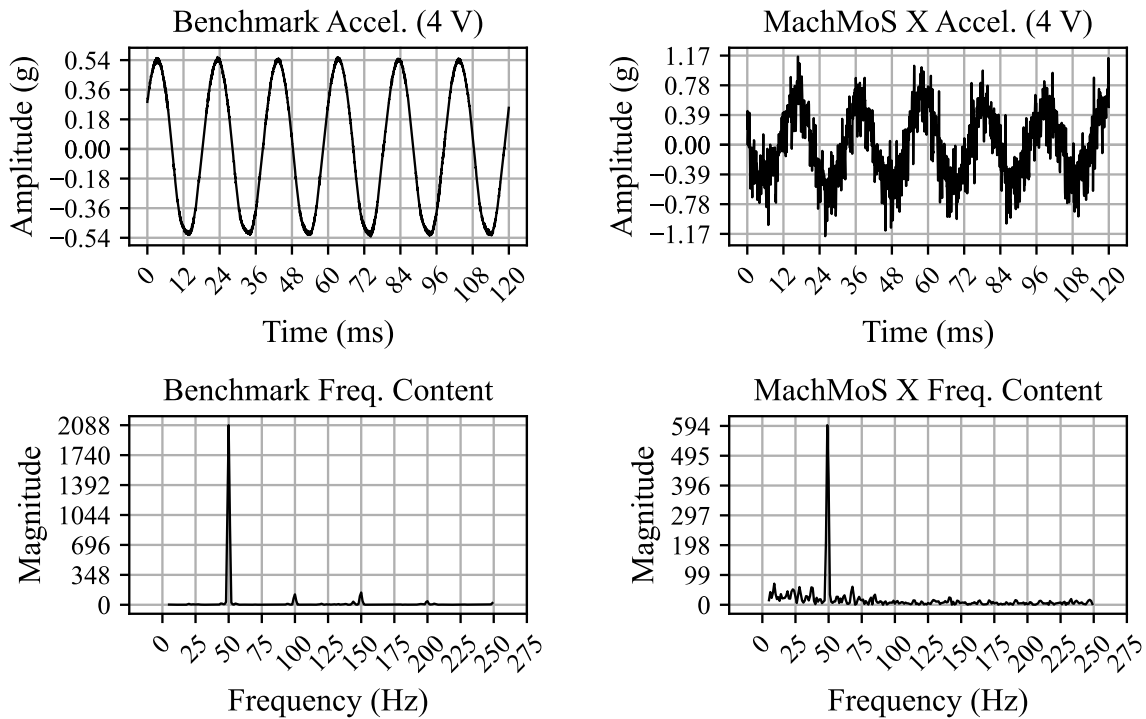 Benchmark Accel. (4 V)
Amplitude (g)
0.54
0.36
0.18
0.00
−0.18
−0.36
−0.54
0 12 24 36 48 60 72 84 96 108 120
Time (ms)
MachMoS X Accel. (4 V)
Amplitude (g)
1.17
0.78
0.39
0.00
−0.39
−0.78
−1.17
0 12 24 36 48 60 72 84 96 108 120
Time (ms)
Benchmark Freq. Content
Magnitude
2088
1740
1392
1044
696
348
0
0 25 50 75 100 125 150 175 200 225 250 275
Frequency (Hz)
MachMoS X Freq. Content
Magnitude
594
495
396
297
198
99
0
0 25 50 75 100 125 150 175 200 225 250 275
Frequency (Hz)